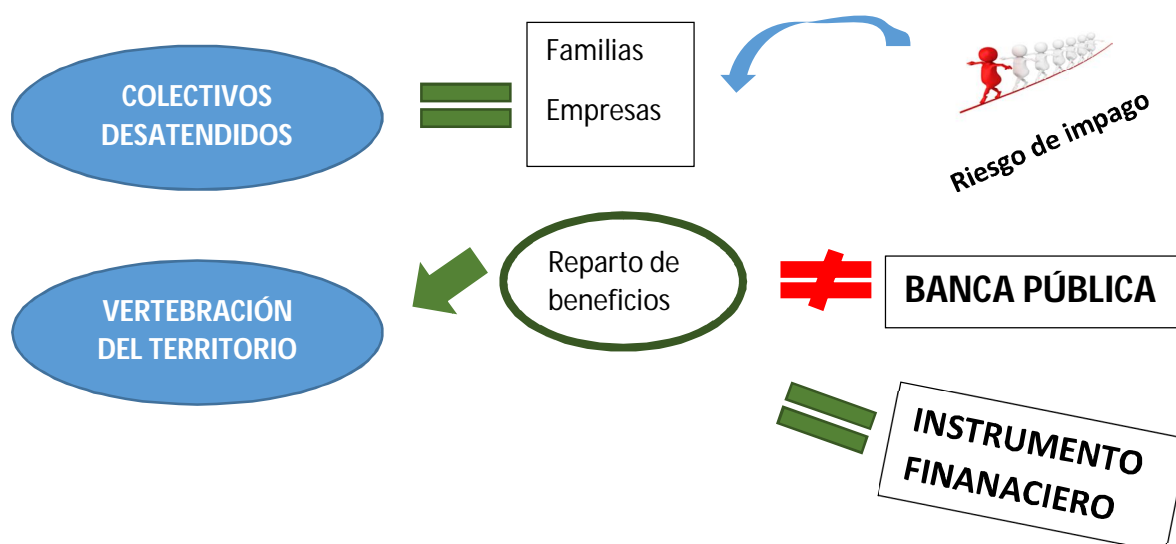 COLECTIVOS
DESATENDIDOS
Familias
Empresas
Riesgo de impago
VERTEBRACIÓN
DEL TERRITORIO
Reparto de
beneficios
BANCA PÚBLICA
INSTRUMENTO
FINANACIERO